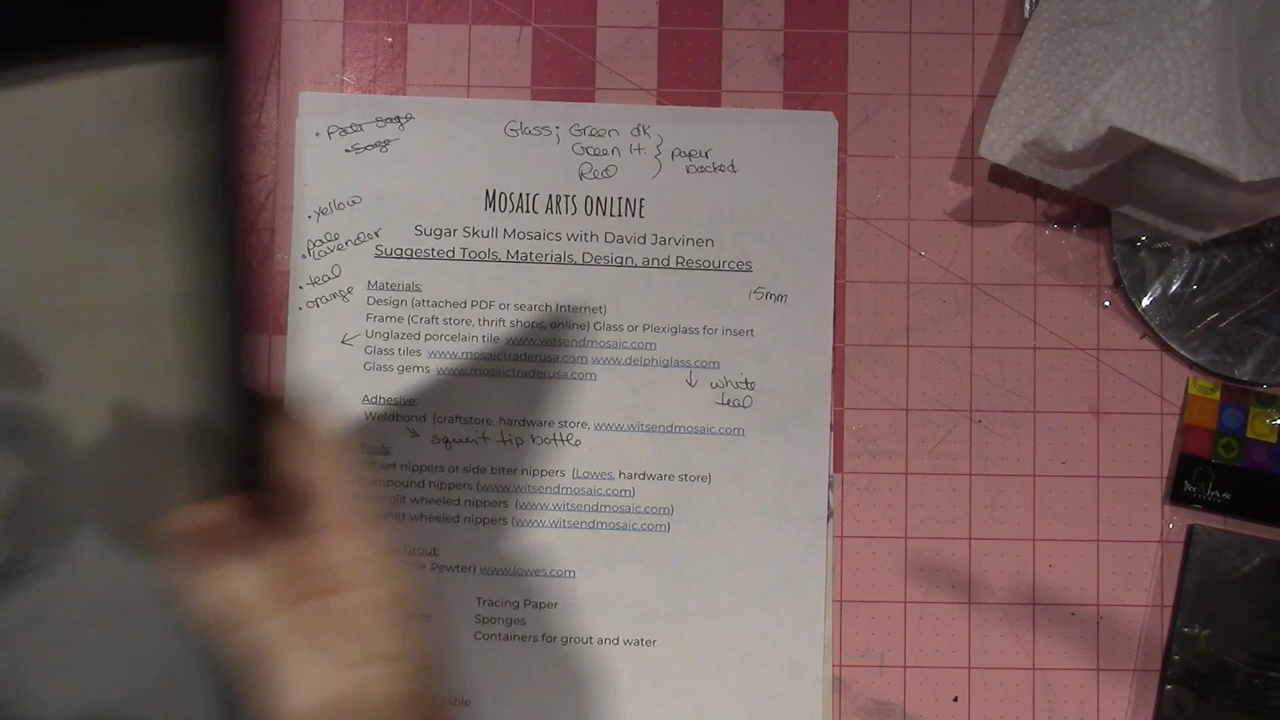 Pale Sage
Sage
Glass; Green dk
Green lt.
Red
paper
backed
MOSAIC ARTS ONLINE
Sugar Skull Mosaics with David Jarvinen
Suggested Tools, Materials, Design, and Resources
yellow
pale
lavender
teal
orange
15mm
Materials:
Design (attached PDF or search Internet)
Frame (Craft store, thrift shops, online) Glass or Plexiglass for insert
Unglazed porcelain tile www.witsendmosaic.com
Glass tiles www.mosaictraderusa.com www.delphiglass.com
Glass gems www.mosaictraderusa.com
white
teal
Adhesive:
Weldbond (craftstore, hardware store, www.witsendmosaic.com
squirt tip bottle
Tools:
set nippers or side biter nippers (Lowes, hardware store)
nippers (www.witsendmosaic.com)
wheeled nippers (www.witsendmosaic.com)
wheeled nippers (www.witsendmosaic.com)
Grout:
Pewter) www.lowes.com
Tracing Paper
Sponges
Containers for grout and water